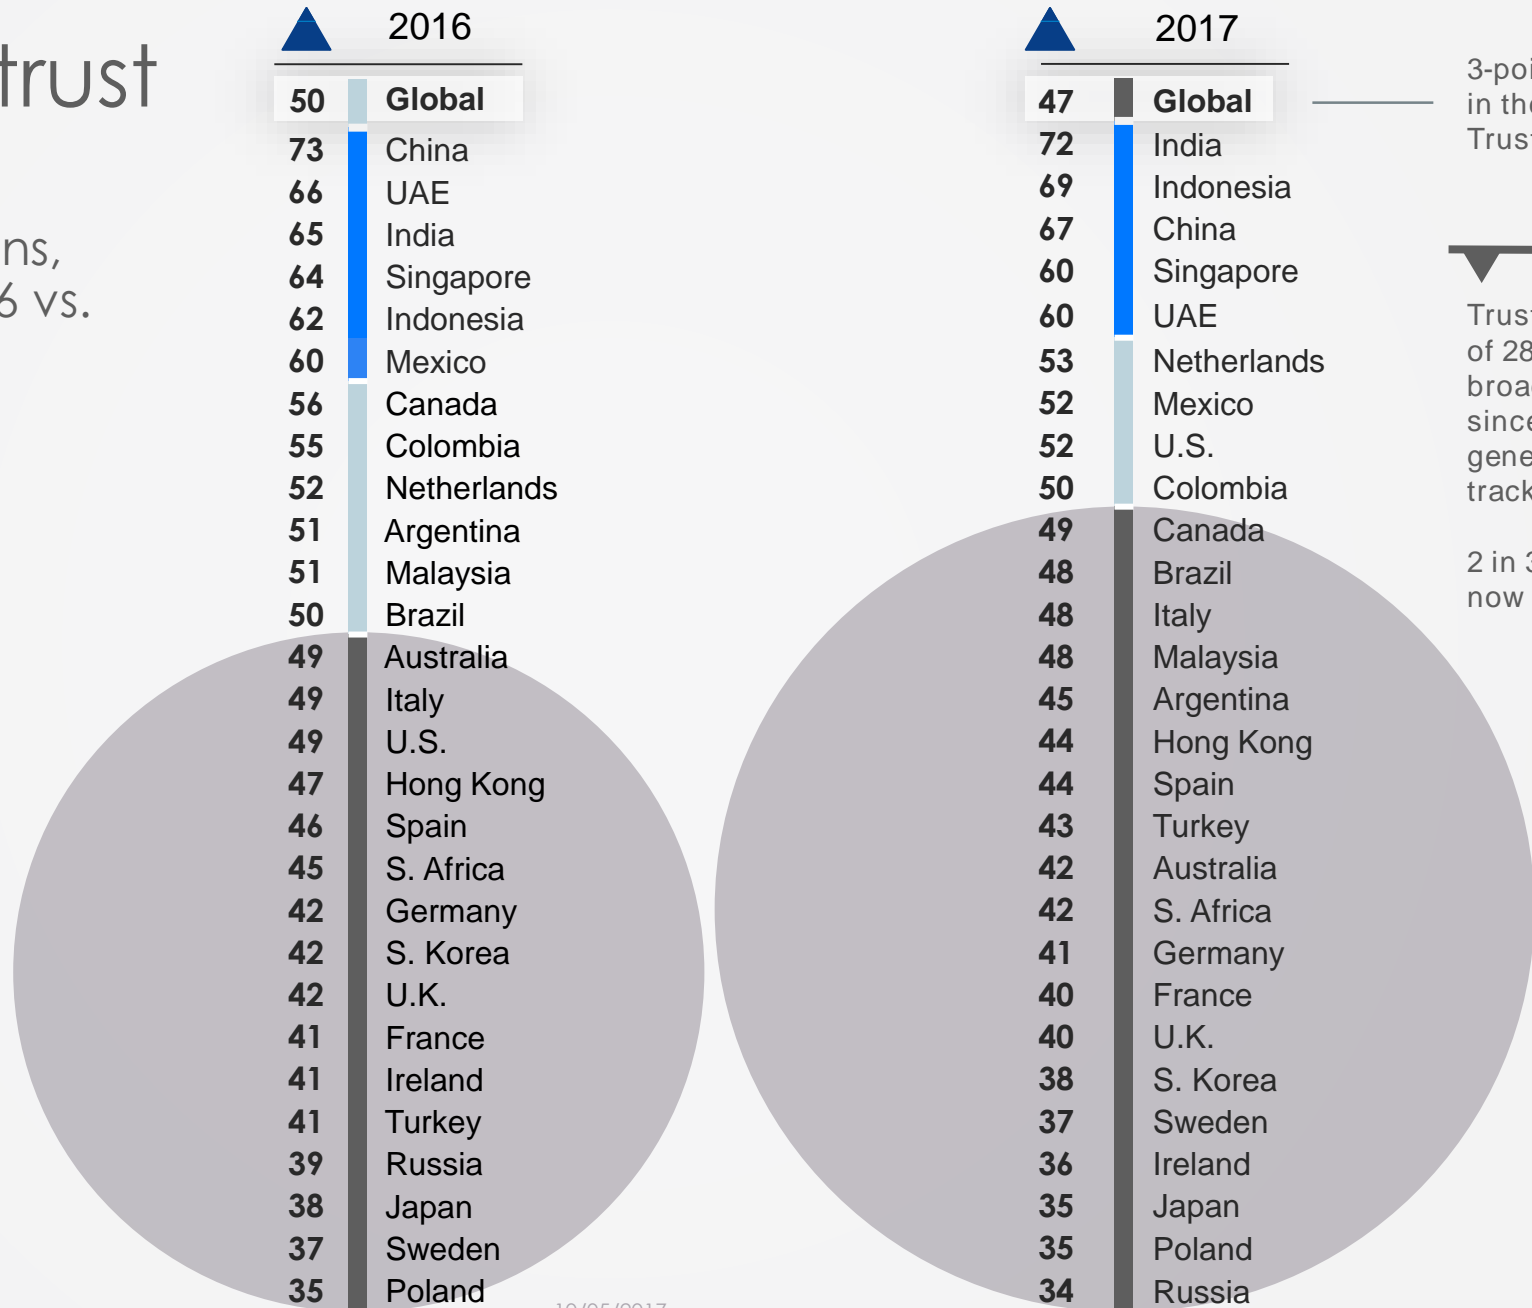 trust
ns,
6 vs.
2016
50 Global
73 China
66 UAE
65 India
64 Singapore
62 Indonesia
60 Mexico
56 Canada
55 Colombia
52 Netherlands
51 Argentina
51 Malaysia
50 Brazil
49 Australia
49 Italy
49 U.S.
47 Hong Kong
46 Spain
45 S. Africa
42 Germany
42 S. Korea
42 U.K.
41 France
41 Ireland
41 Turkey
39 Russia
38 Japan
37 Sweden
35 Poland
2017
47 Global
72 India
69 Indonesia
67 China
60 Singapore
60 UAE
53 Netherlands
52 Mexico
52 U.S.
50 Colombia
49 Canada
48 Brazil
48 Italy
48 Malaysia
45 Argentina
44 Hong Kong
44 Spain
43 Turkey
42 Australia
42 S. Africa
41 Germany
40 France
40 U.K.
38 S. Korea
37 Sweden
36 Ireland
35 Japan
35 Poland
34 Russia
3-poi
in the
Trust
Trust
of 28
broa
since
gene
track
2 in 3
now